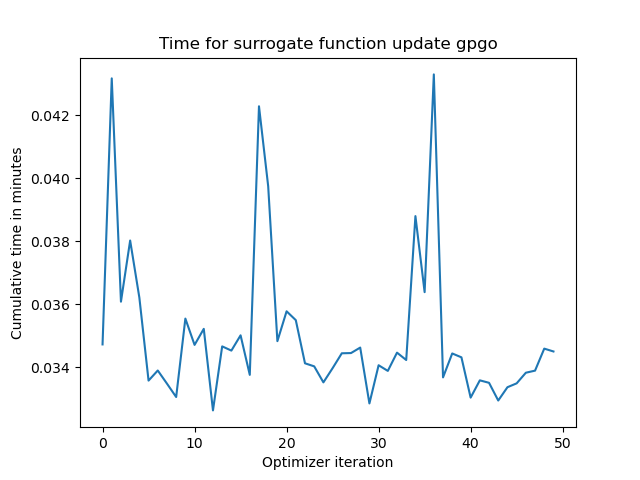 Time for surrogate function update gpgo
Cumulative time in minutes
0.042
0.040
0.038
0.036
0.034
0 10 20 30 40 50
Optimizer iteration